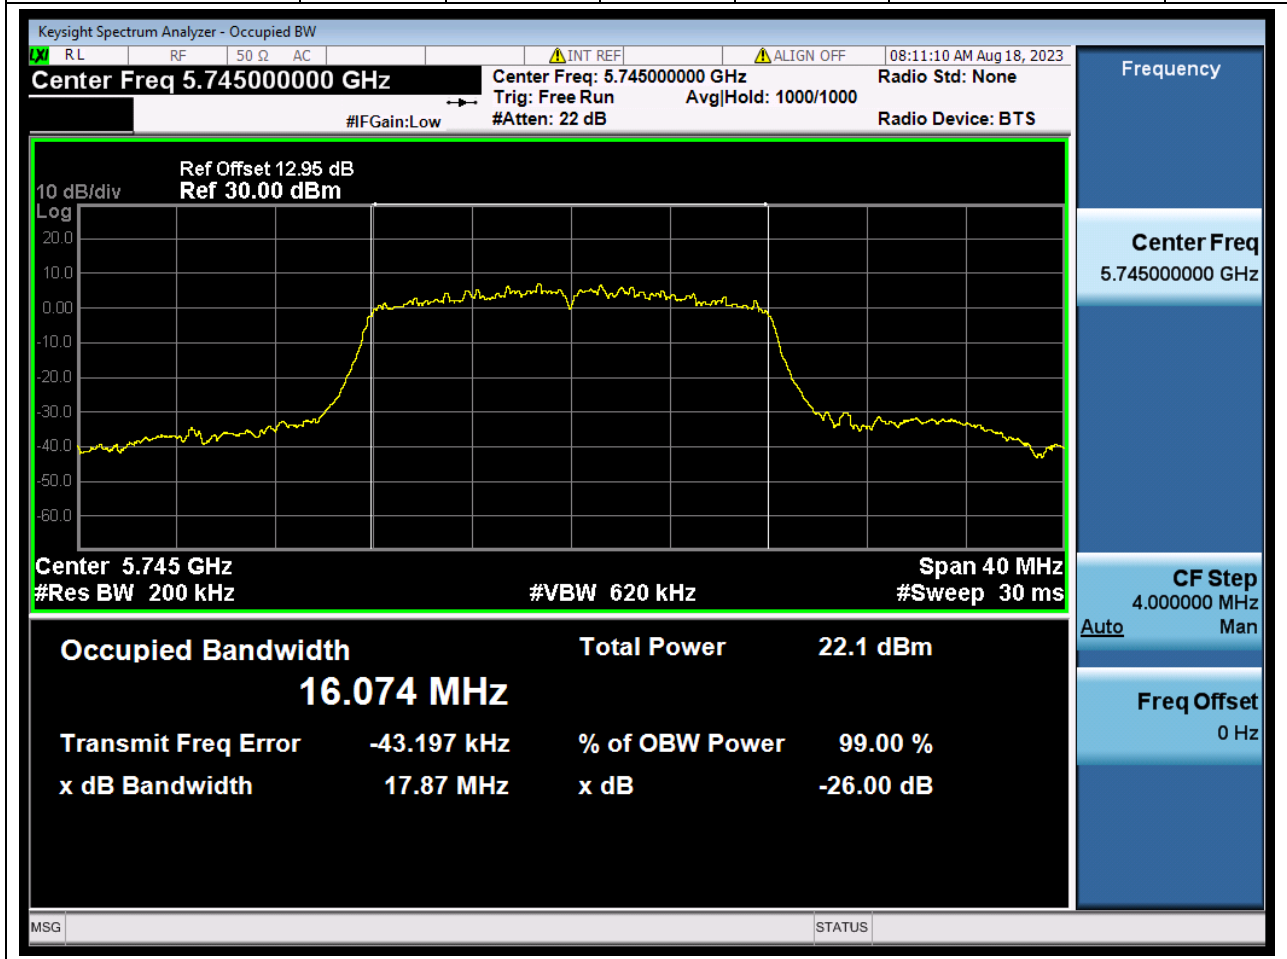 Keysight Spectrum Analyzer - Occupied BW
LXI RL RF 50 Ω AC INT REF ALIGN OFF 08:11:10 AM Aug 18, 2023
Center Freq 5.745000000 GHz
Center Freq: 5.745000000 GHz Radio Std: None
Trig: Free Run Avg|Hold: 1000/1000
#IFGain:Low #Atten: 22 dB Radio Device: BTS
Ref Offset 12.95 dB
10 dB/div Ref 30.00 dBm
Log
20.0
10.0
0.00
-10.0
-20.0
-30.0
-40.0
-50.0
-60.0
Center 5.745 GHz Span 40 MHz
#Res BW 200 kHz #VBW 620 kHz #Sweep 30 ms
Occupied Bandwidth Total Power 22.1 dBm
16.074 MHz
Transmit Freq Error -43.197 kHz % of OBW Power 99.00 %
x dB Bandwidth 17.87 MHz x dB -26.00 dB
MSG STATUS
Frequency
Center Freq
5.745000000 GHz
CF Step
4.000000 MHz
Auto Man
Freq Offset
0 Hz